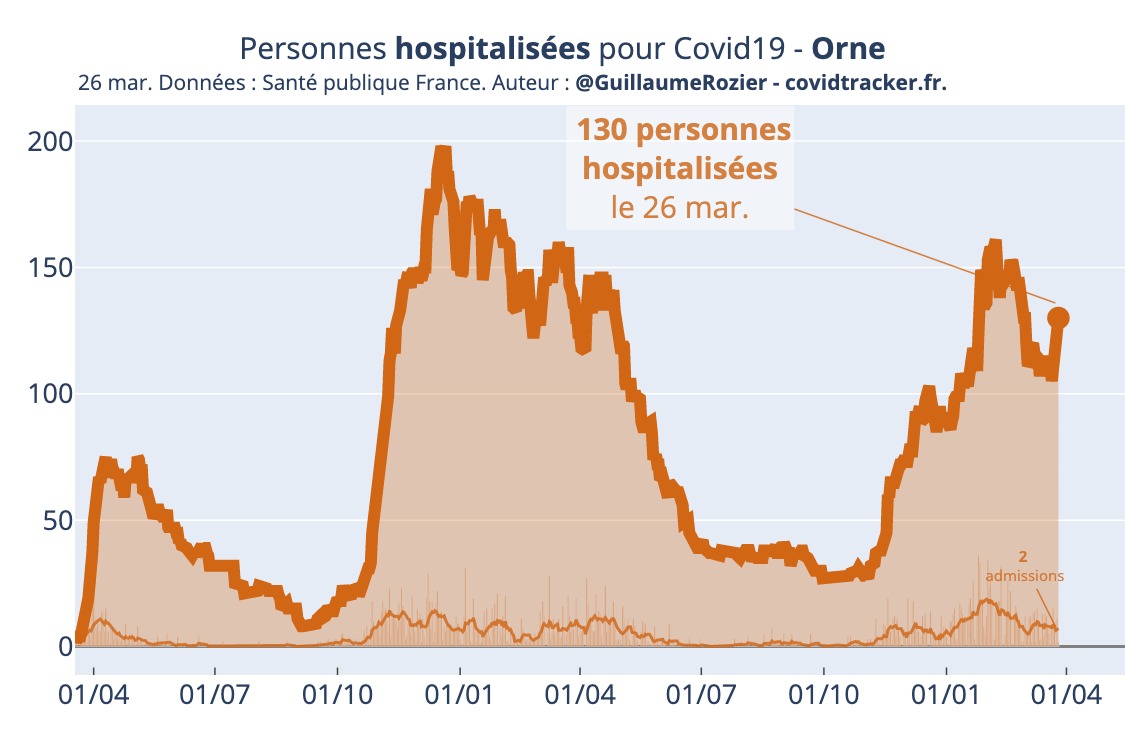 Personnes hospitalisées pour Covid19 - Orne
26 mar. Données : Santé publique France. Auteur : @GuillaumeRozier - covidtracker.fr.
130 personnes
hospitalisées
le 26 mar.
200
150
100
50
0
2
admissions
01/04 01/07 01/10 01/01 01/04 01/07 01/10 01/01 01/04